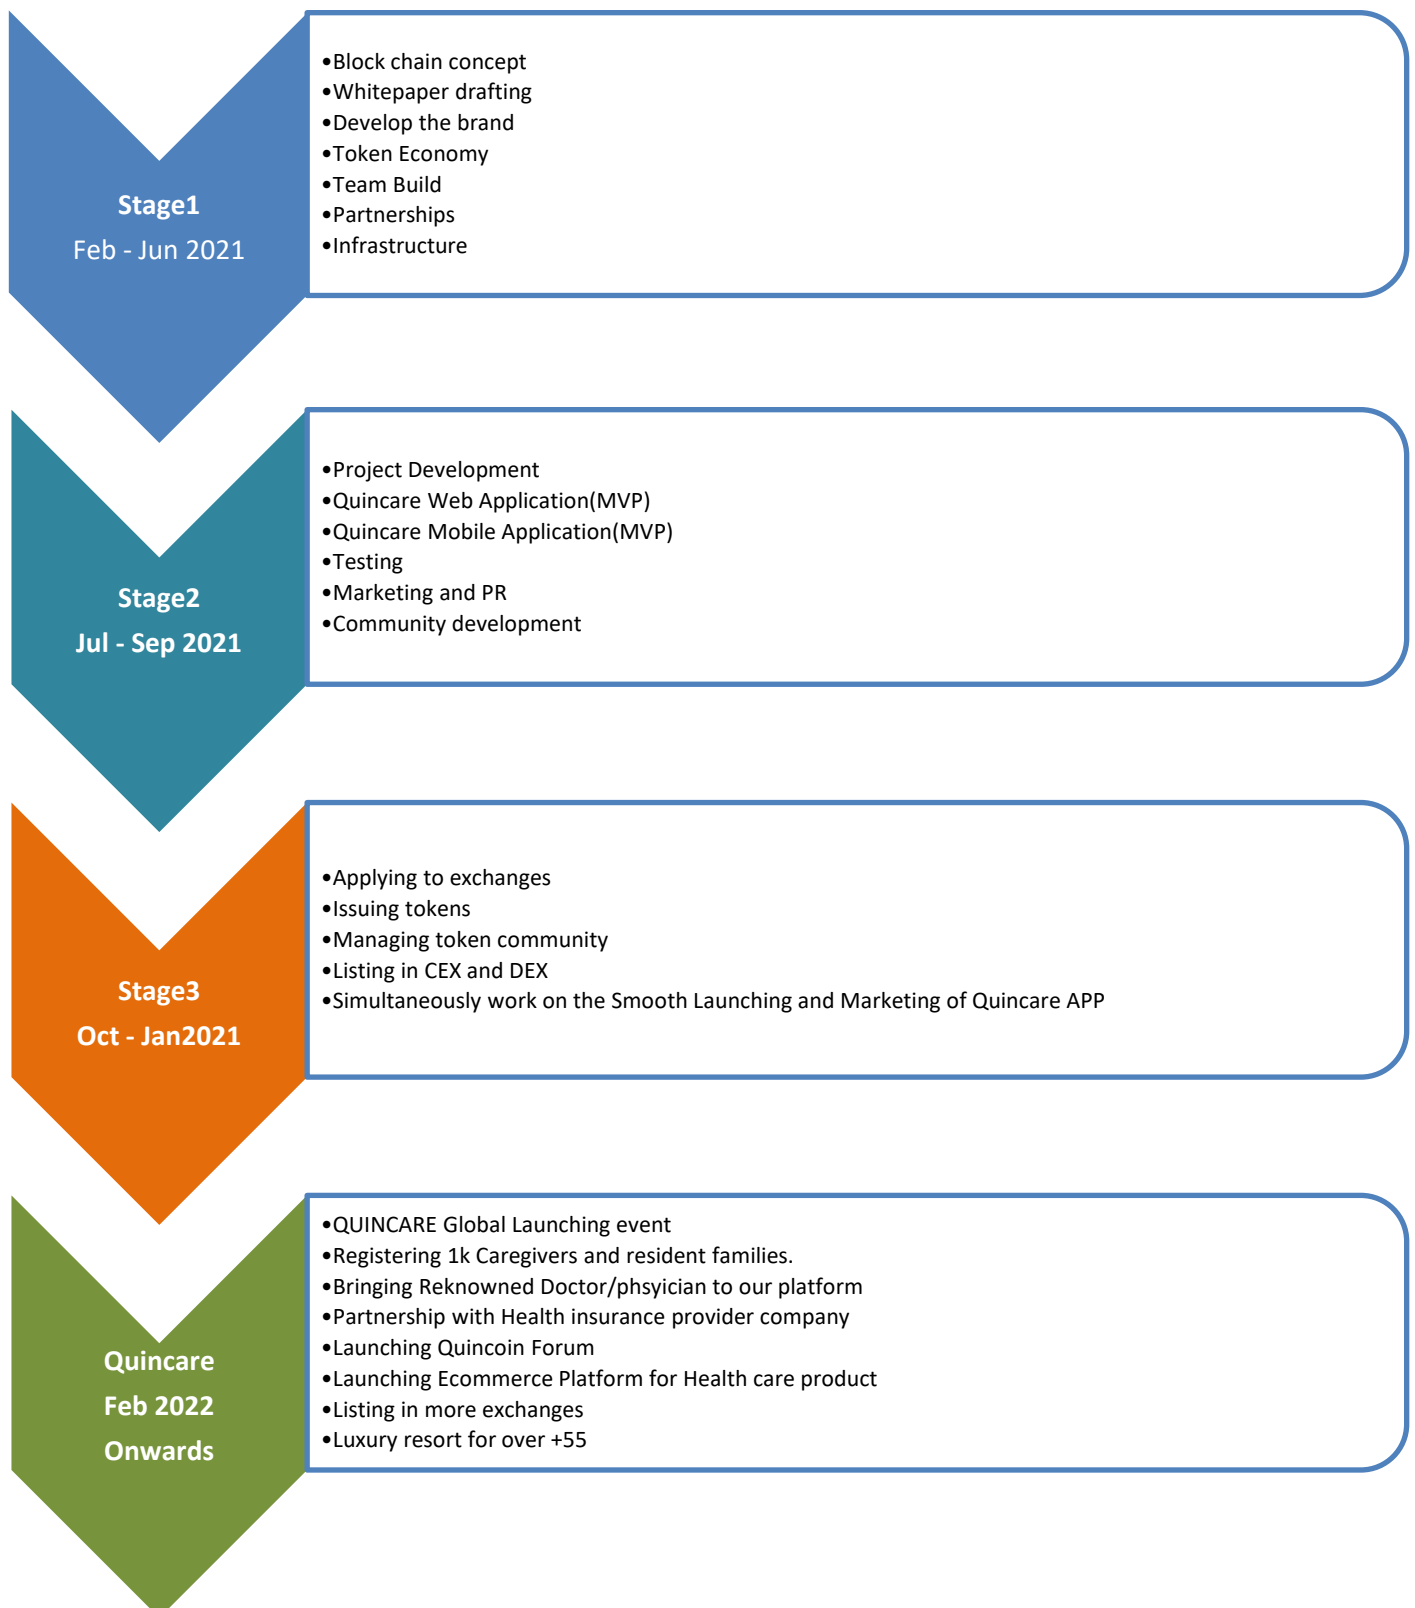 Stage1
Feb - Jun 2021
•Block chain concept
•Whitepaper drafting
•Develop the brand
•Token Economy
•Team Build
•Partnerships
•Infrastructure
Stage2
Jul - Sep 2021
•Project Development
•Quincare Web Application(MVP)
•Quincare Mobile Application(MVP)
•Testing
•Marketing and PR
•Community development
Stage3
Oct - Jan2021
•Applying to exchanges
•Issuing tokens
•Managing token community
•Listing in CEX and DEX
•Simultaneously work on the Smooth Launching and Marketing of Quincare APP
Quincare
Feb 2022
Onwards
•QUINCARE Global Launching event
•Registering 1k Caregivers and resident families.
•Bringing Reknowned Doctor/phsyician to our platform
•Partnership with Health insurance provider company
•Launching Quincoin Forum
•Launching Ecommerce Platform for Health care product
•Listing in more exchanges
•Luxury resort for over +55